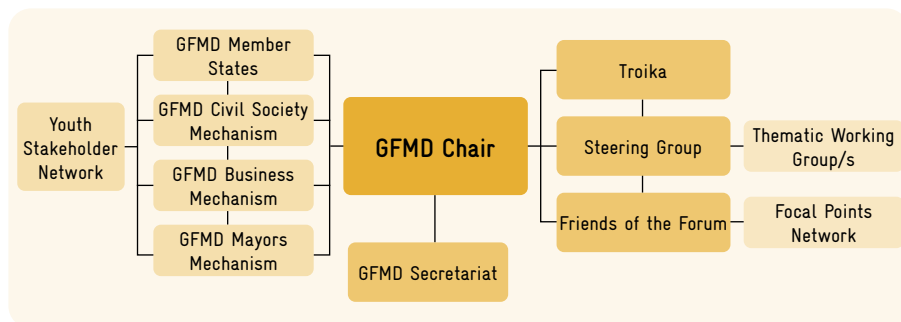 Youth
Stakeholder
Network
GFMD Member
States
GFMD Civil Society
Mechanism
GFMD Business
Mechanism
GFMD Mayors
Mechanism
GFMD Chair
GFMD Secretariat
Troika
Steering Group
Friends of the Forum
Thematic Working
Group/s
Focal Points
Network